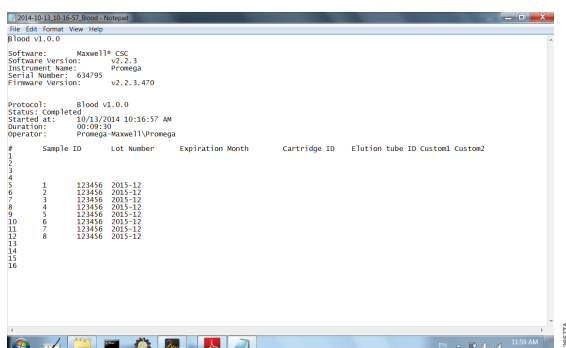 2014-10-13_10-16-57_Blood - Notepad
File Edit Format View Help
Blood v1.0.0
Software: Maxwell® CSC
Software Version: v2.2.3
Instrument Name: Promega
Serial Number: 634795
Firmware Version: v2.2.3.470
Protocol: Blood v1.0.0
Status: Completed
Started at: 10/13/2014 10:16:57 AM
Duration: 00:09:30
Operator: Promega-Maxwell\Promega
# Sample ID Lot Number Expiration Month Cartridge ID Elution tube ID Custom1 Custom2
1
2
3
4
5 1 123456 2015-12
6 2 123456 2015-12
7 3 123456 2015-12
8 4 123456 2015-12
9 5 123456 2015-12
10 6 123456 2015-12
11 7 123456 2015-12
12 8 123456 2015-12
13
14
15
16
EN
11:59 AM